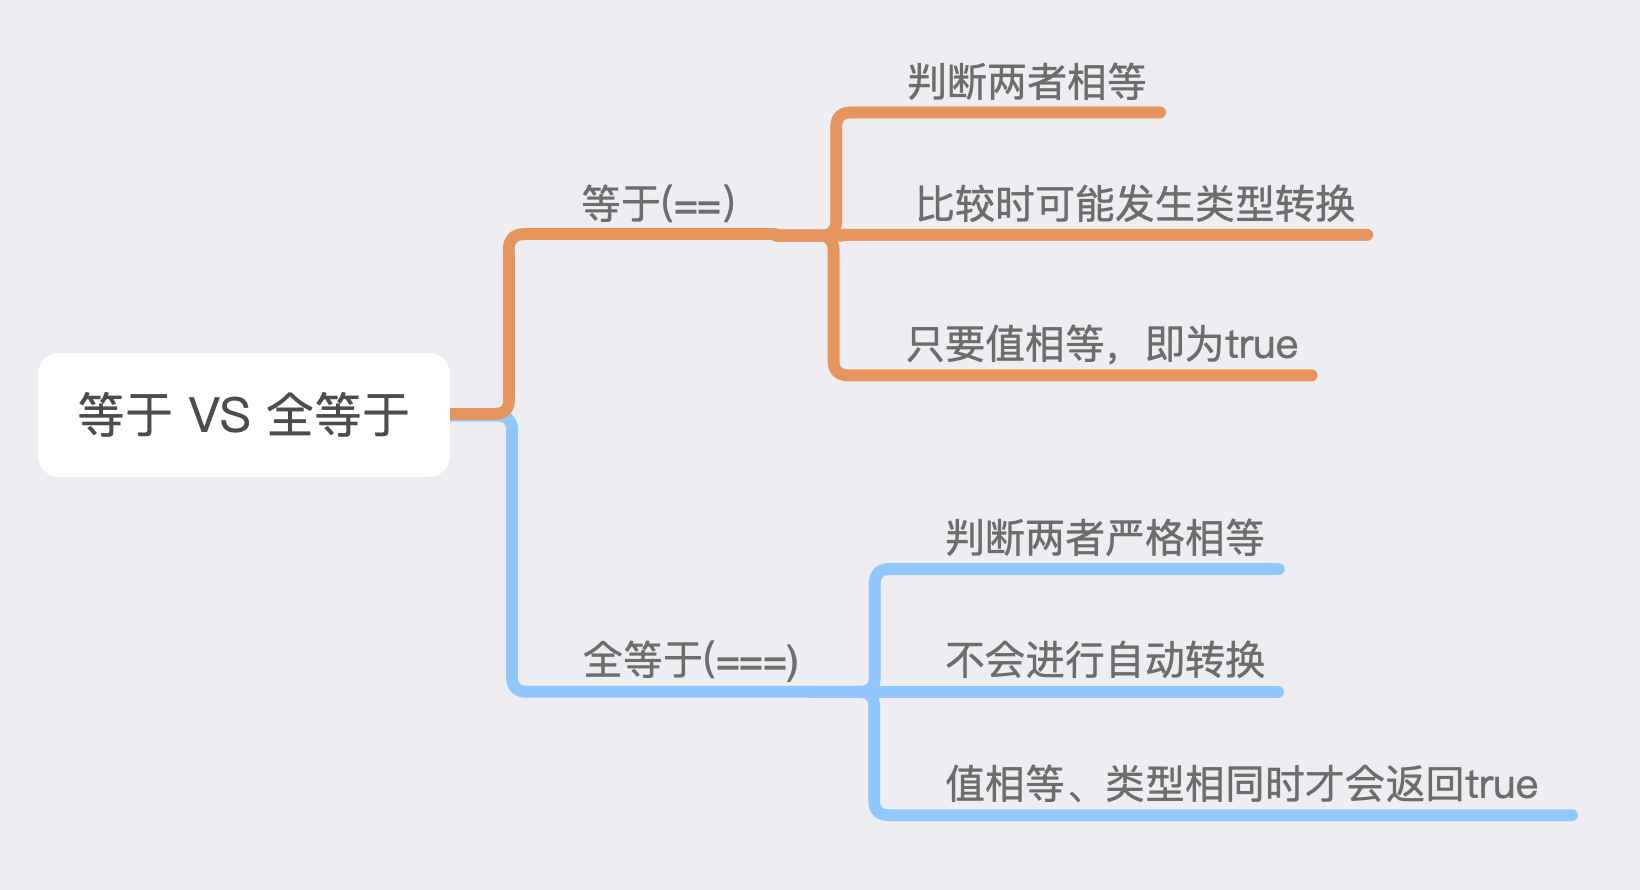 等于 VS 全等于
等于(==)
判断两者相等
比较时可能发生类型转换
只要值相等，即为true
全等于(===)
判断两者严格相等
不会进行自动转换
值相等、类型相同时才会返回true